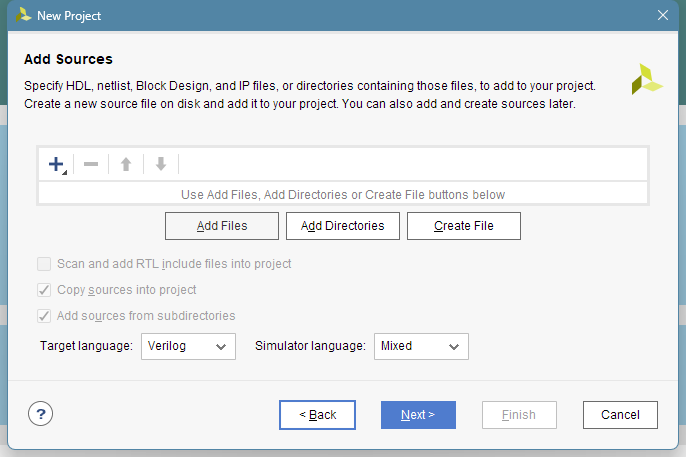 New Project
Add Sources
Specify HDL, netlist, Block Design, and IP files, or directories containing those files, to add to your project.
Create a new source file on disk and add it to your project. You can also add and create sources later.
Use Add Files, Add Directories or Create File buttons below
Add Files
Add Directories
Create File
Scan and add RTL include files into project
Copy sources into project
Add sources from subdirectories
Target language: Verilog Simulator language: Mixed
? < Back Next > Finish Cancel